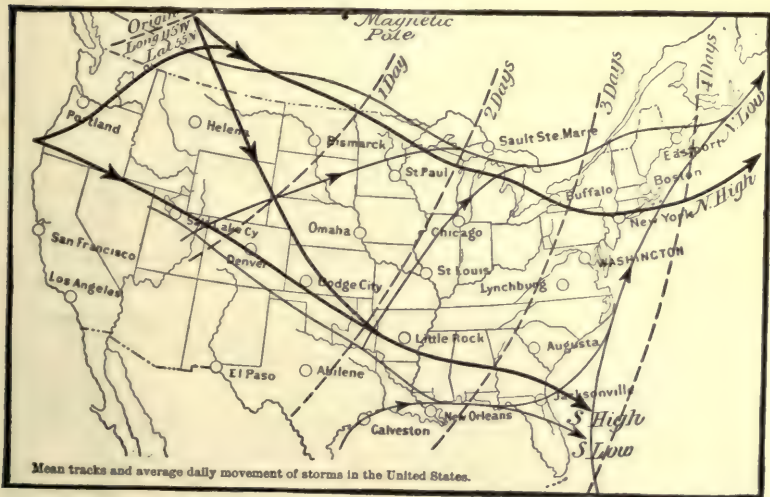 Origin
Long 115 W
Lat 55 N
Magnetic
Pole
1 Day
2 Days
3 Days
4 Days
Portland
Helena
Bismarck
Sault Ste. Marie
St Paul
Eastport
N. Low
Boston
Buffalo
N. High
New York
Salt Lake Cy
Omaha
Chicago
San Francisco
Denver
WASHINGTON
St Louis
Dodge City
Lynchburg
Los Angeles
Little Rock
Augusta
El Paso
Abilene
Jacksonville
S. High
New Orleans
Galveston
S. Low
Mean tracks and average daily movement of storms in the United States.